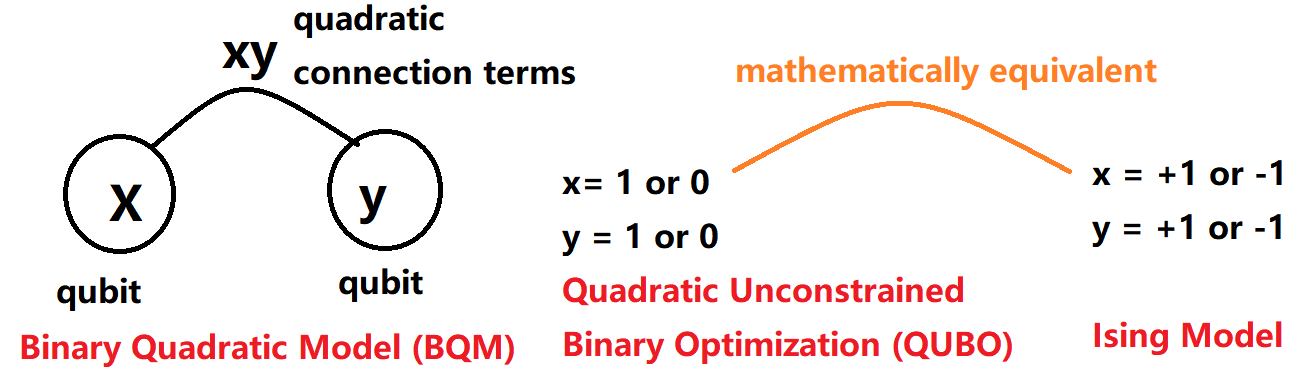 quadratic
xy
connection terms
X
y
qubit
qubit
Binary Quadratic Model (BQM)
mathematically equivalent
x= 1 or 0
y = 1 or 0
Quadratic Unconstrained
Binary Optimization (QUBO)
x = +1 or -1
y = +1 or -1
Ising Model